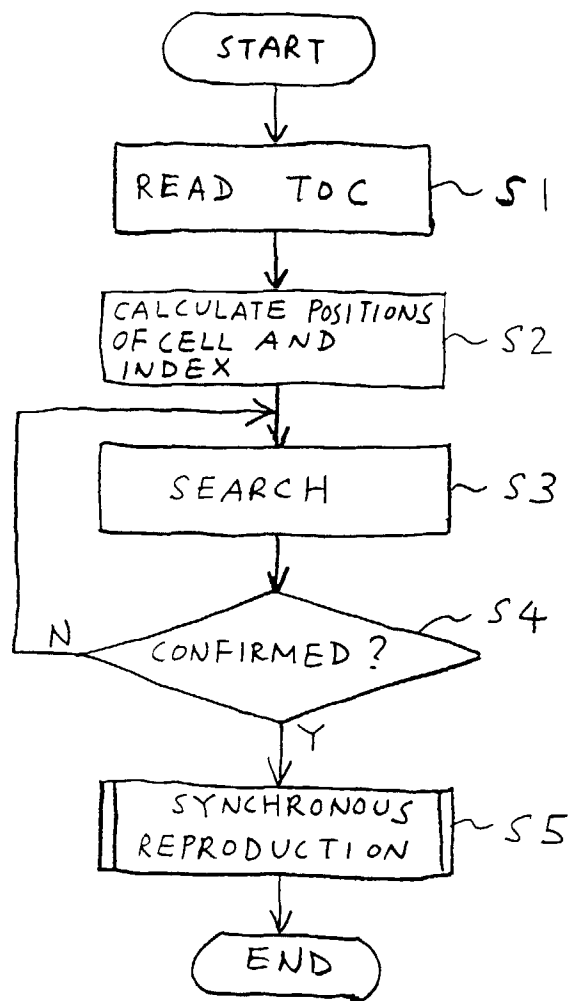 START
READ TOC
S1
CALCULATE POSITIONS
OF CELL AND
INDEX
S2
SEARCH
S3
CONFIRMED?
S4
N
Y
SYNCHRONOUS
REPRODUCTION
S5
END